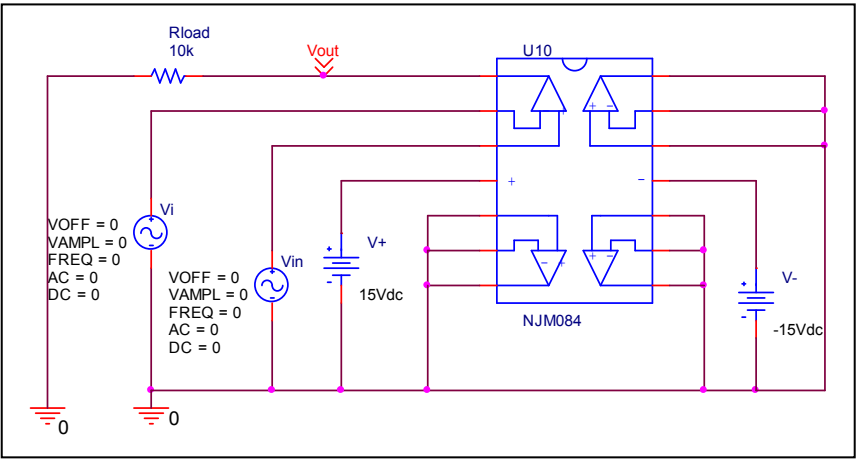 Rload
10k
Vout
U10
+ −
+ −
+
−
Vi
VOFF = 0
VAMPL = 0
FREQ = 0
AC = 0
DC = 0
Vin
VOFF = 0
VAMPL = 0
FREQ = 0
AC = 0
DC = 0
V+
15Vdc
− +
+ −
NJM084
V-
-15Vdc
0
0